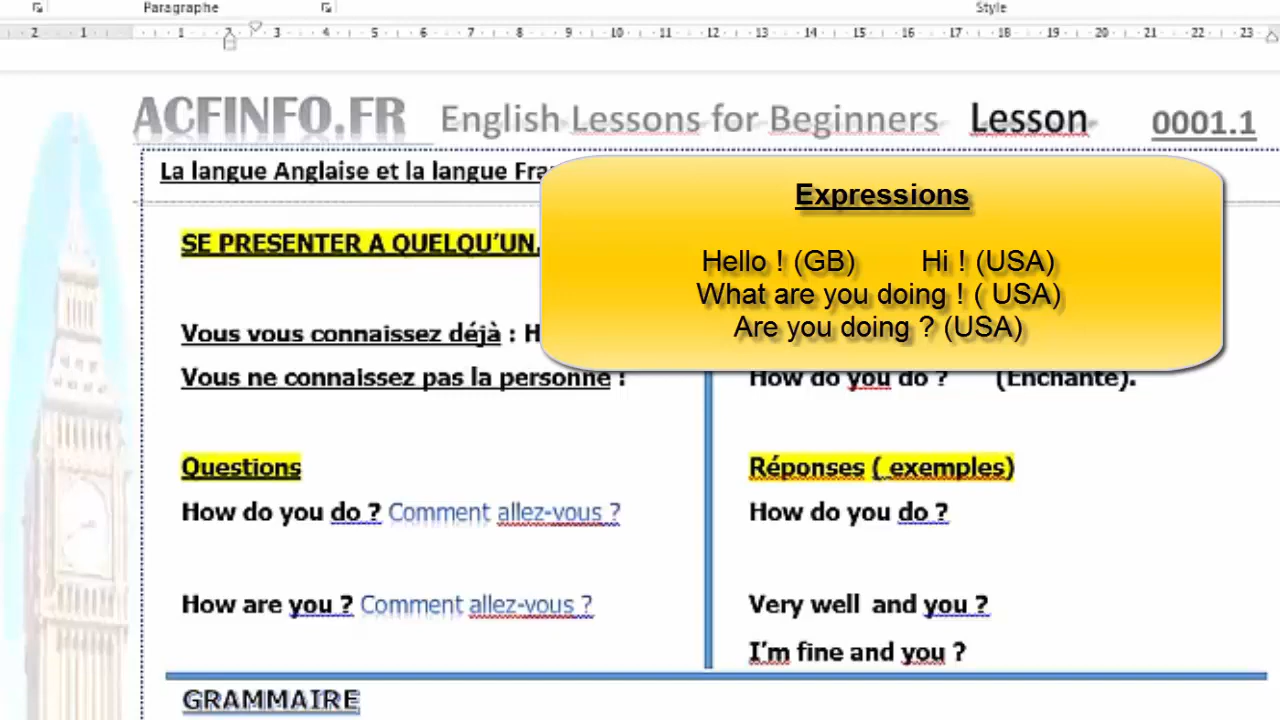 Paragraphe Style
2 1 1 2 3 4 5 6 7 8 9 10 11 12 13 14 15 16 17 18 19 20 21 22 23
ACFINFO.FR English Lessons for Beginners Lesson 0001.1
La langue Anglaise et la langue
Expressions
SE PRESENTER A QUELQU'UN.
Hello ! (GB) Hi ! (USA)
What are you doing ! ( USA)
Are you doing ? (USA)
Vous vous connaissez déjà :
Vous ne connaissez pas la personne :
How do you do ? (Enchanté).
Questions
Réponses ( exemples)
How do you do ? Comment allez-vous ?
How do you do ?
How are you ? Comment allez-vous ?
Very well and you ?
I'm fine and you ?
GRAMMAIRE